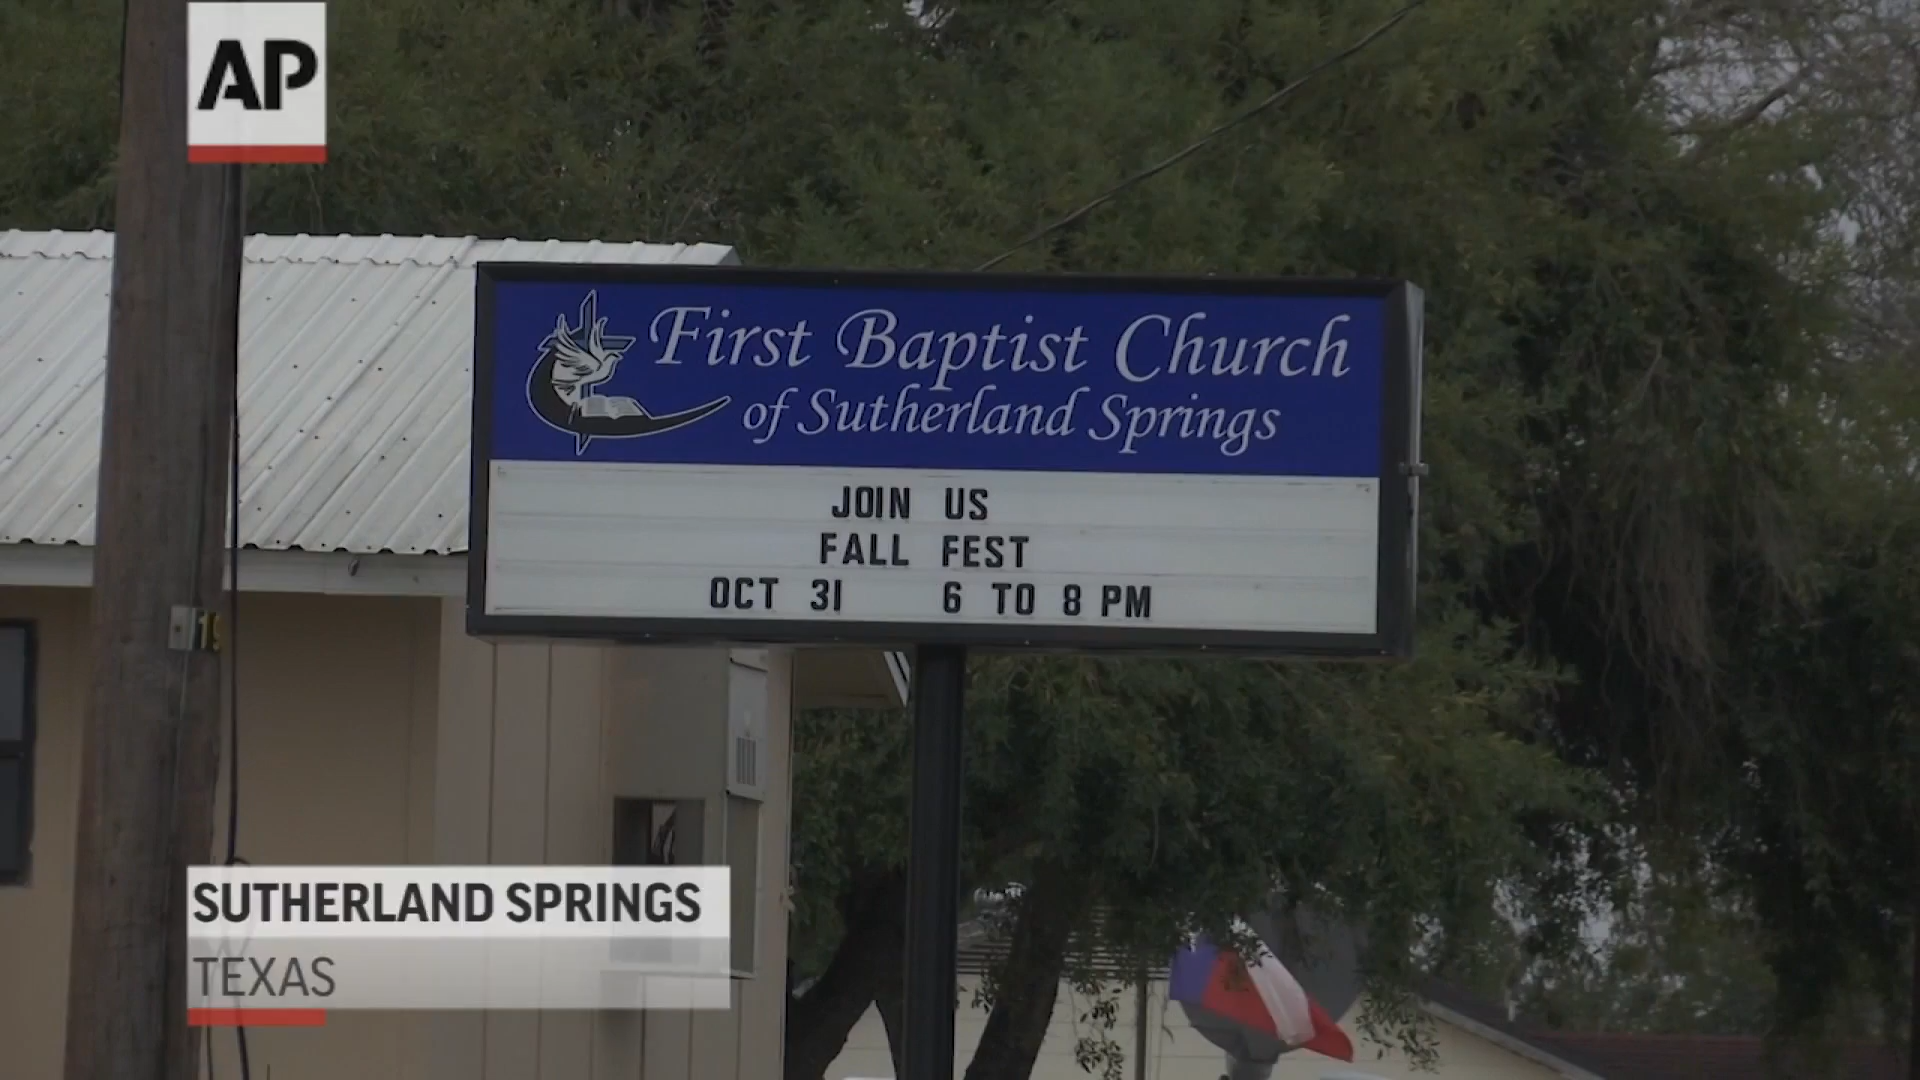 AP
First Baptist Church
of Sutherland Springs
JOIN US
FALL FEST
OCT 31 6 TO 8 PM
SUTHERLAND SPRINGS
TEXAS